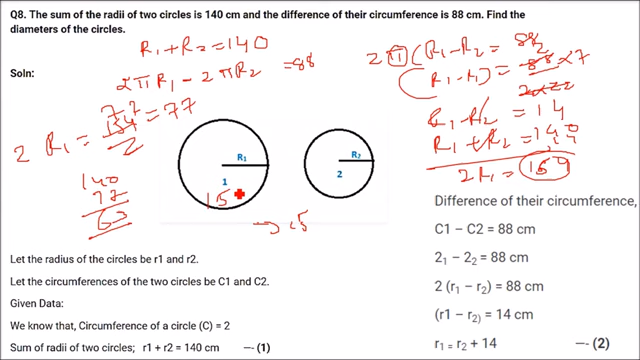 Q8. The sum of the radii of two circles is 140 cm and the difference of their circumference is 88 cm. Find the
diameters of the circles.
R1+R2=140
Soln:
2πR1-2πR2=88
2π(R1-R2=88
R1-R2=14
R1+R2=140
2R1=154
77
2R1=154/2=77
140
77
63
R1
1
15
R2
2
Difference of their circumference,
C1 − C2 = 88 cm
2₁ − 2₂ = 88 cm
2 (r₁ − r₂) = 88 cm
(r1 − r₂) = 14 cm
r₁ = r₂ + 14 —- (2)
Let the radius of the circles be r1 and r2.
Let the circumferences of the two circles be C1 and C2.
Given Data:
We know that, Circumference of a circle (C) = 2
Sum of radii of two circles; r1 + r2 = 140 cm —- (1)